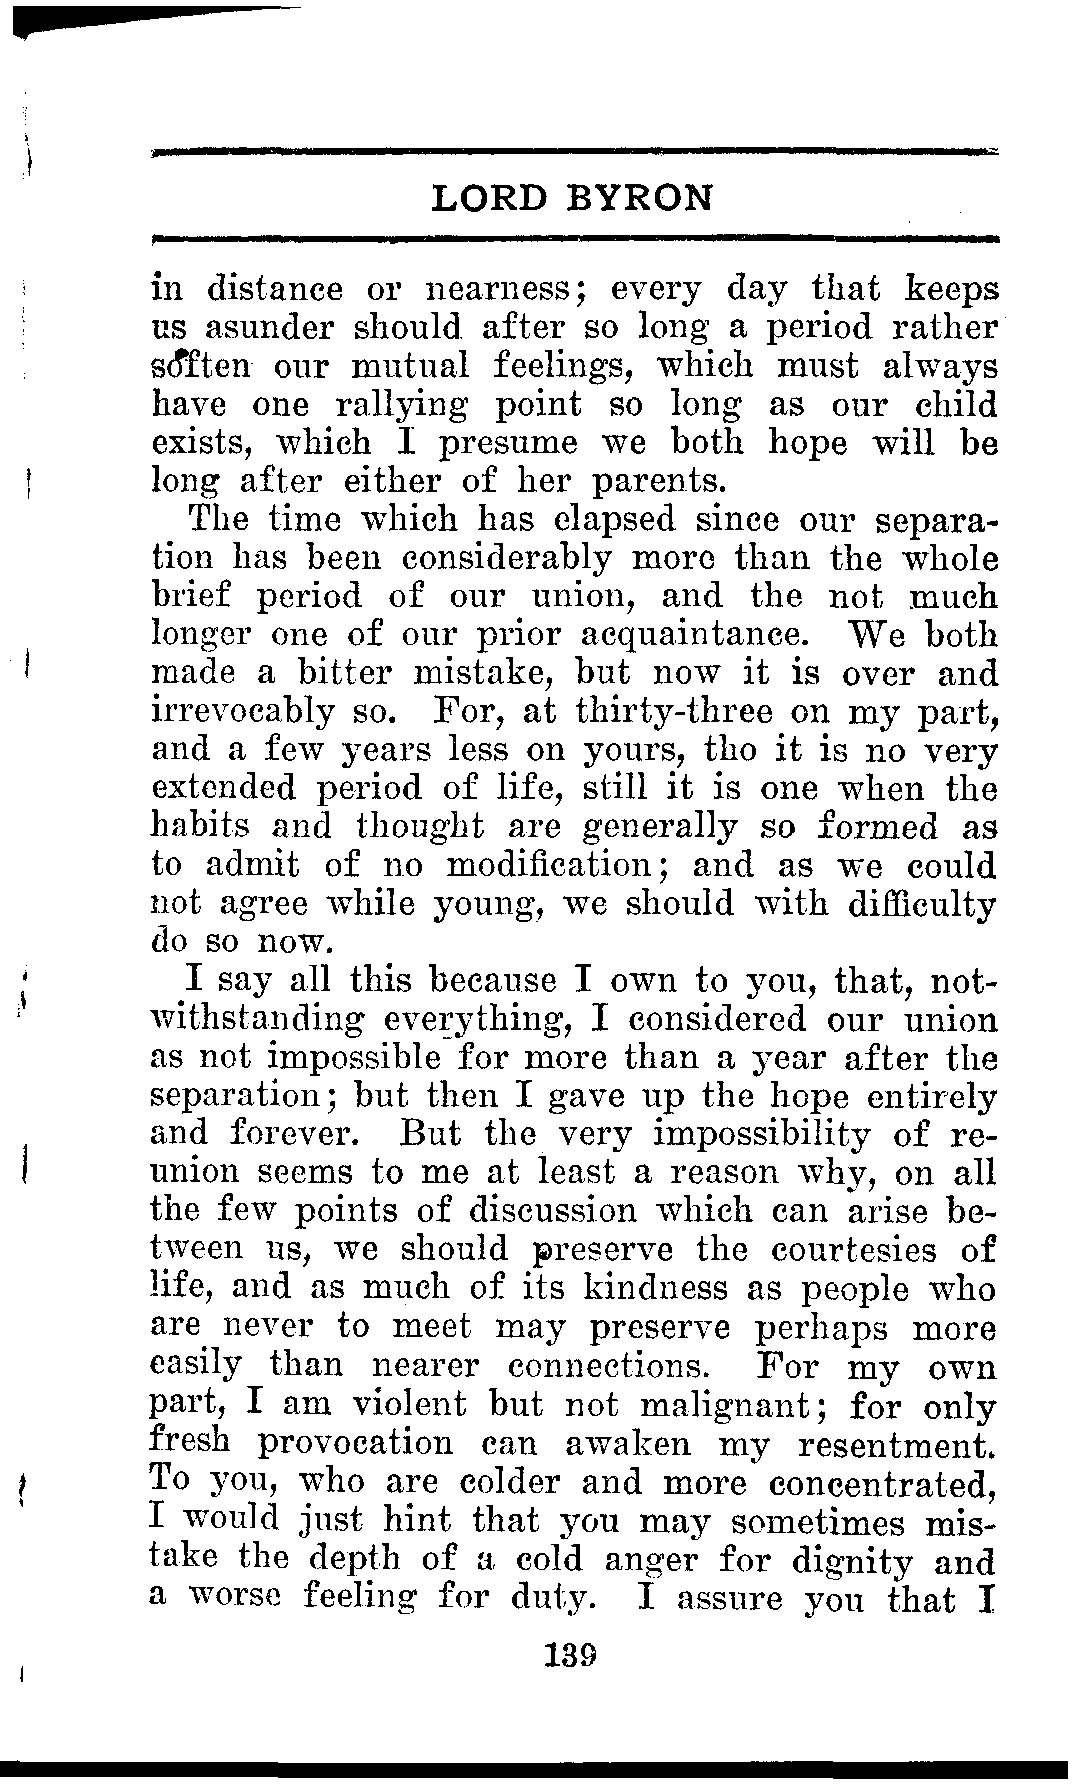 LORD BYRON
in distance or nearness; every day that keeps
us asunder should after so long a period rather
soften our mutual feelings, which must always
have one rallying point so long as our child
exists, which I presume we both hope will be
long after either of her parents.
The time which has elapsed since our separa-
tion has been considerably more than the whole
brief period of our union, and the not much
longer one of our prior acquaintance. We both
made a bitter mistake, but now it is over and
irrevocably so. For, at thirty-three on my part,
and a few years less on yours, tho it is no very
extended period of life, still it is one when the
habits and thought are generally so formed as
to admit of no modification; and as we could
not agree while young, we should with difficulty
do so now.
I say all this because I own to you, that, not-
withstanding everything, I considered our union
as not impossible for more than a year after the
separation; but then I gave up the hope entirely
and forever. But the very impossibility of re-
union seems to me at least a reason why, on all
the few points of discussion which can arise be-
tween us, we should preserve the courtesies of
life, and as much of its kindness as people who
are never to meet may preserve perhaps more
easily than nearer connections. For my own
part, I am violent but not malignant; for only
fresh provocation can awaken my resentment.
To you, who are colder and more concentrated,
I would just hint that you may sometimes mis-
take the depth of a cold anger for dignity and
a worse feeling for duty. I assure you that I
139